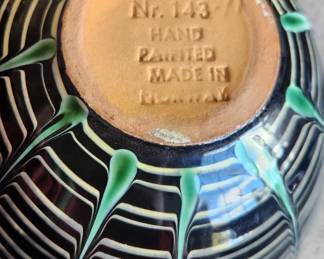 Nr. 143
HAND
PAINTED
MADE IN
NORWAY